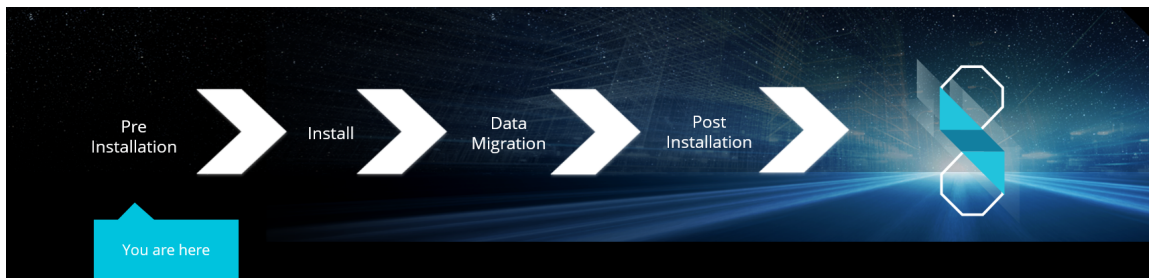 Pre
Installation
Install
Data
Migration
Post
Installation
You are here